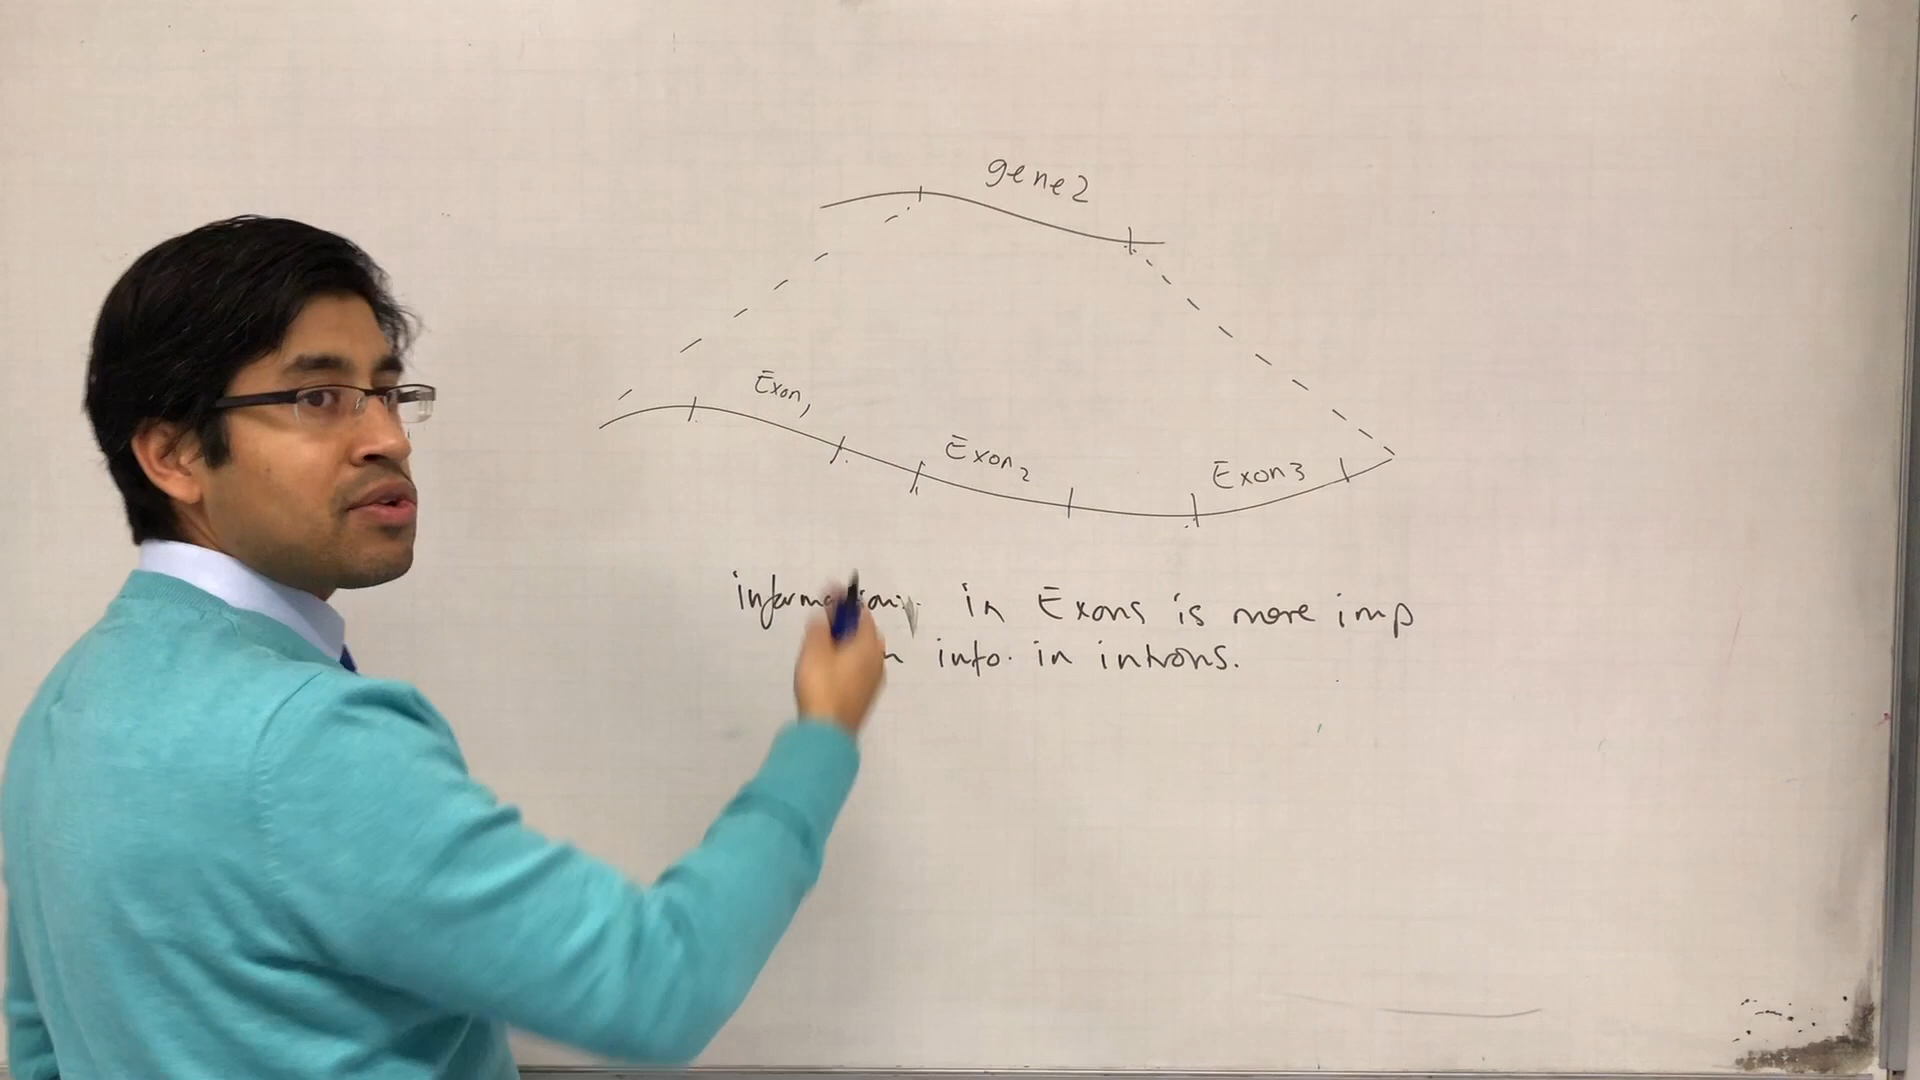 gene2
Exon1
Exon2
Exon3
in Exons is more imp
info. in introns.